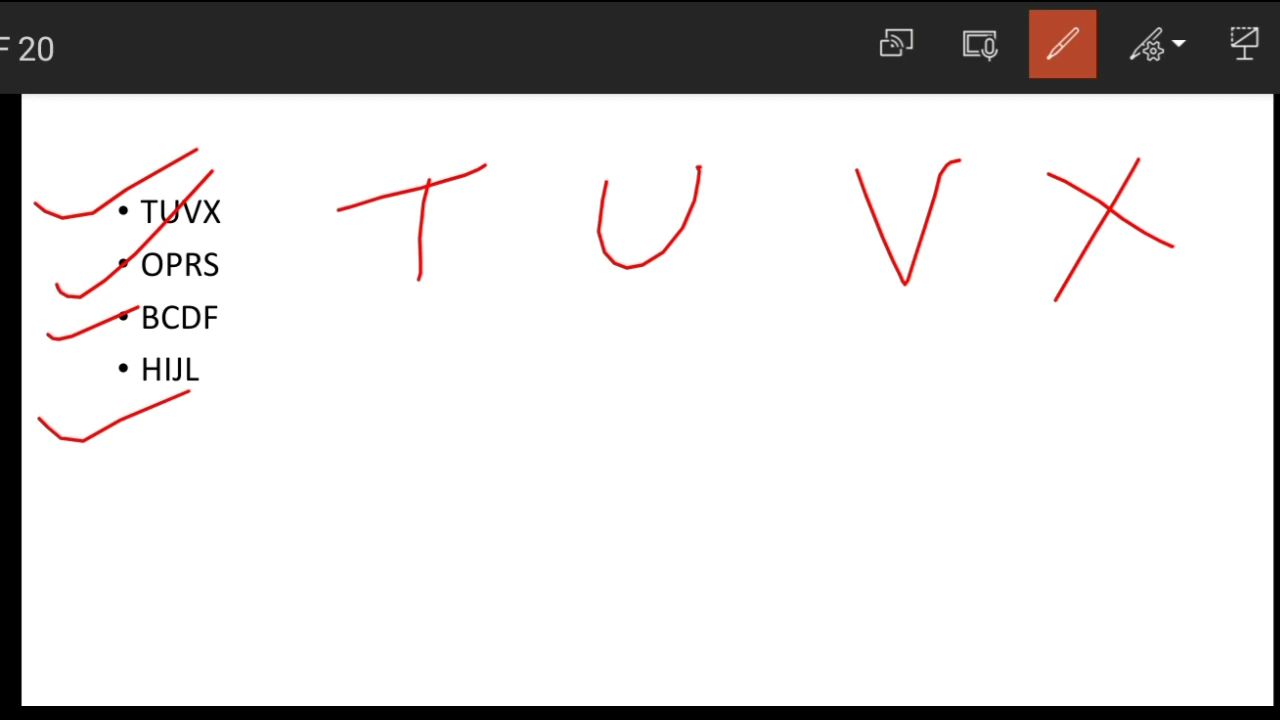 F 20
• TUVX T U V X
• OPRS
• BCDF
• HIJL